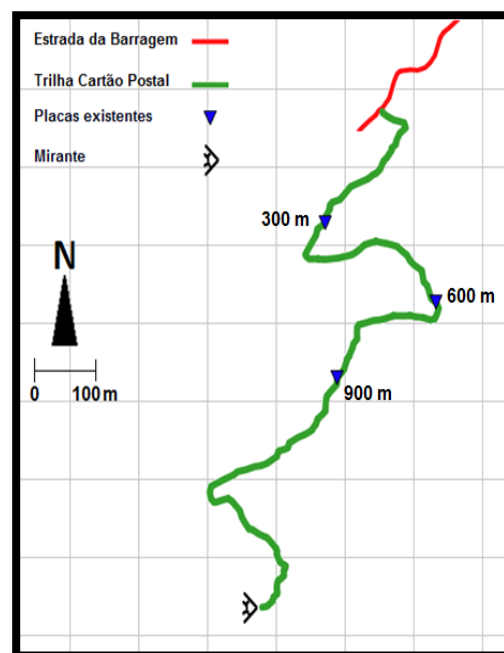 Estrada da Barragem
Trilha Cartão Postal
Placas existentes
Mirante
300 m
N
600 m
0 100 m
900 m